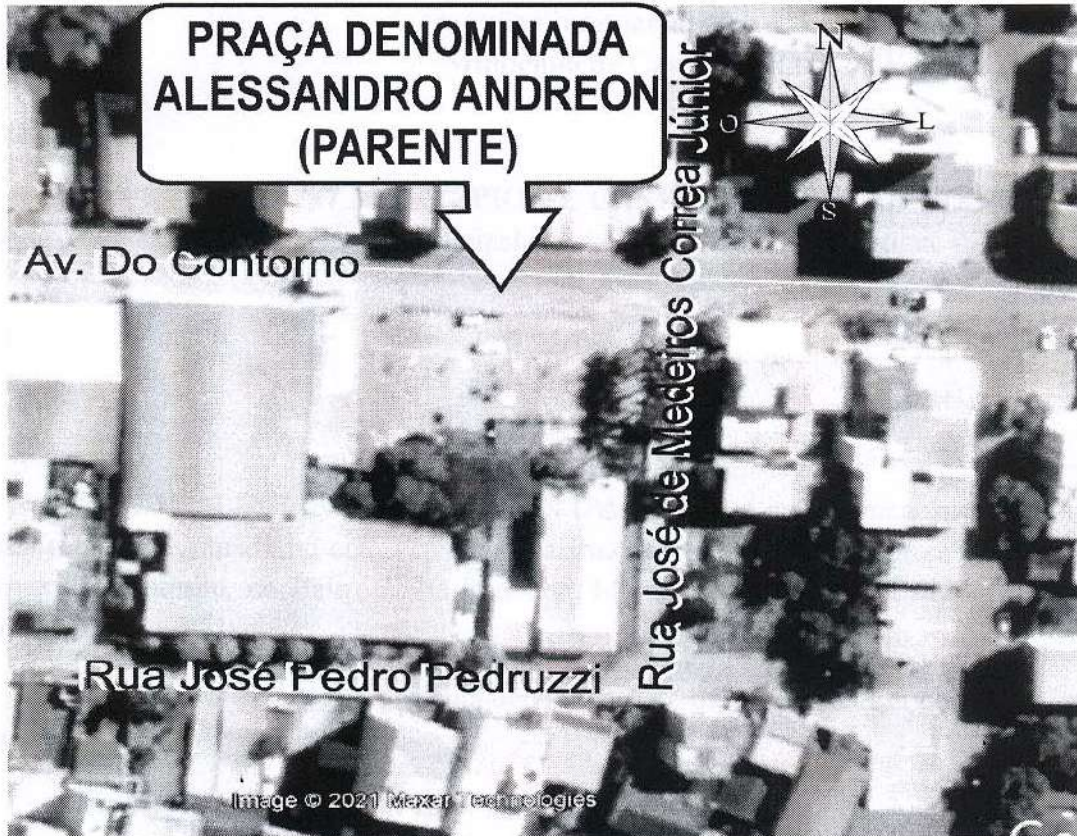 PRAÇA DENOMINADA
ALESSANDRO ANDREON
(PARENTE)
N
O
L
S
Av. Do Contorno
Rua José de Medeiros Correa Júnior
Rua José Pedro Pedruzzi
Image © 2021 Maxar Technologies